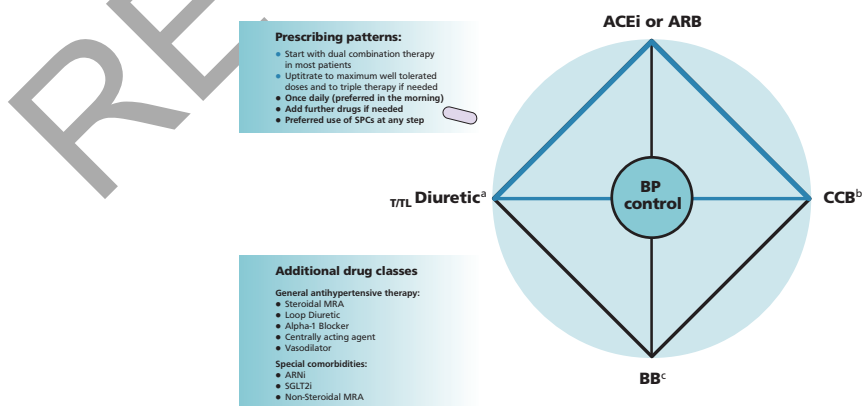 RE
Prescribing patterns:
● Start with dual combination therapy
in most patients
● Uptitrate to maximum well tolerated
doses and to triple therapy if needed
● Once daily (preferred in the morning)
● Add further drugs if needed
● Preferred use of SPCs at any step
ACEi or ARB
T/TL Diureticᵃ
BP
control
CCBᵇ
BBᶜ
Additional drug classes
General antihypertensive therapy:
● Steroidal MRA
● Loop Diuretic
● Alpha-1 Blocker
● Centrally acting agent
● Vasodilator
Special comorbidities:
● ARNi
● SGLT2i
● Non-Steroidal MRA